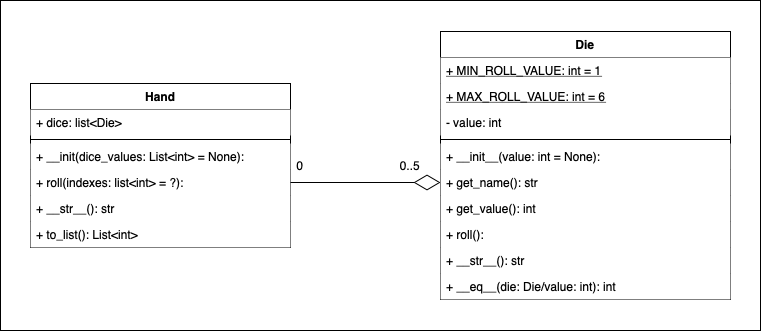 Hand
+ dice: list<Die>
+ __init(dice_values: List<int> = None):
+ roll(indexes: list<int> = ?):
+ __str__(): str
+ to_list(): List<int>
0
0..5
Die
+ MIN_ROLL_VALUE: int = 1
+ MAX_ROLL_VALUE: int = 6
- value: int
+ __init__(value: int = None):
+ get_name(): str
+ get_value(): int
+ roll():
+ __str__(): str
+ __eq__(die: Die/value: int): int